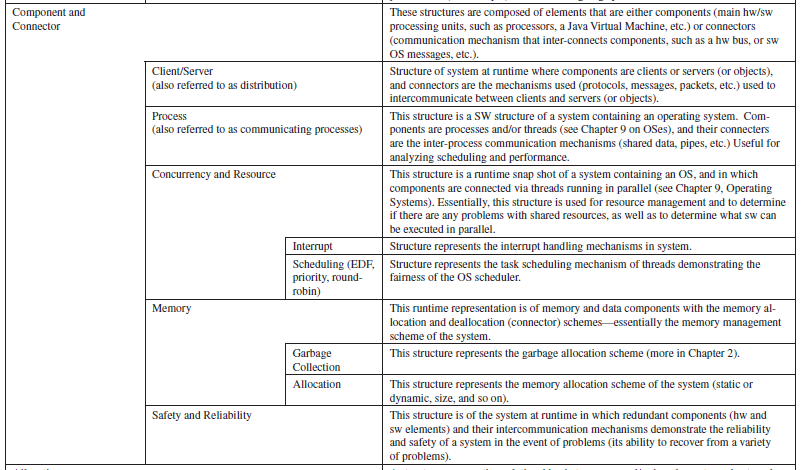 Component and
Connector
These structures are composed of elements that are either components (main hw/sw
processing units, such as processors, a Java Virtual Machine, etc.) or connectors
(communication mechanism that inter-connects components, such as a hw bus, or sw
OS messages, etc.).
Client/Server
(also referred to as distribution)
Structure of system at runtime where components are clients or servers (or objects),
and connectors are the mechanisms used (protocols, messages, packets, etc.) used to
intercommunicate between clients and servers (or objects).
Process
(also referred to as communicating processes)
This structure is a SW structure of a system containing an operating system. Com-
ponents are processes and/or threads (see Chapter 9 on OSes), and their connecters
are the inter-process communication mechanisms (shared data, pipes, etc.) Useful for
analyzing scheduling and performance.
Concurrency and Resource
This structure is a runtime snap shot of a system containing an OS, and in which
components are connected via threads running in parallel (see Chapter 9, Operating
Systems). Essentially, this structure is used for resource management and to determine
if there are any problems with shared resources, as well as to determine what sw can
be executed in parallel.
Interrupt
Structure represents the interrupt handling mechanisms in system.
Scheduling (EDF,
priority, round-
robin)
Structure represents the task scheduling mechanism of threads demonstrating the
fairness of the OS scheduler.
Memory
This runtime representation is of memory and data components with the memory al-
location and deallocation (connector) schemes—essentially the memory management
scheme of the system.
Garbage
Collection
This structure represents the garbage allocation scheme (more in Chapter 2).
Allocation
This structure represents the memory allocation scheme of the system (static or
dynamic, size, and so on).
Safety and Reliability
This structure is of the system at runtime in which redundant components (hw and
sw elements) and their intercommunication mechanisms demonstrate the reliability
and safety of a system in the event of problems (its ability to recover from a variety
of problems).